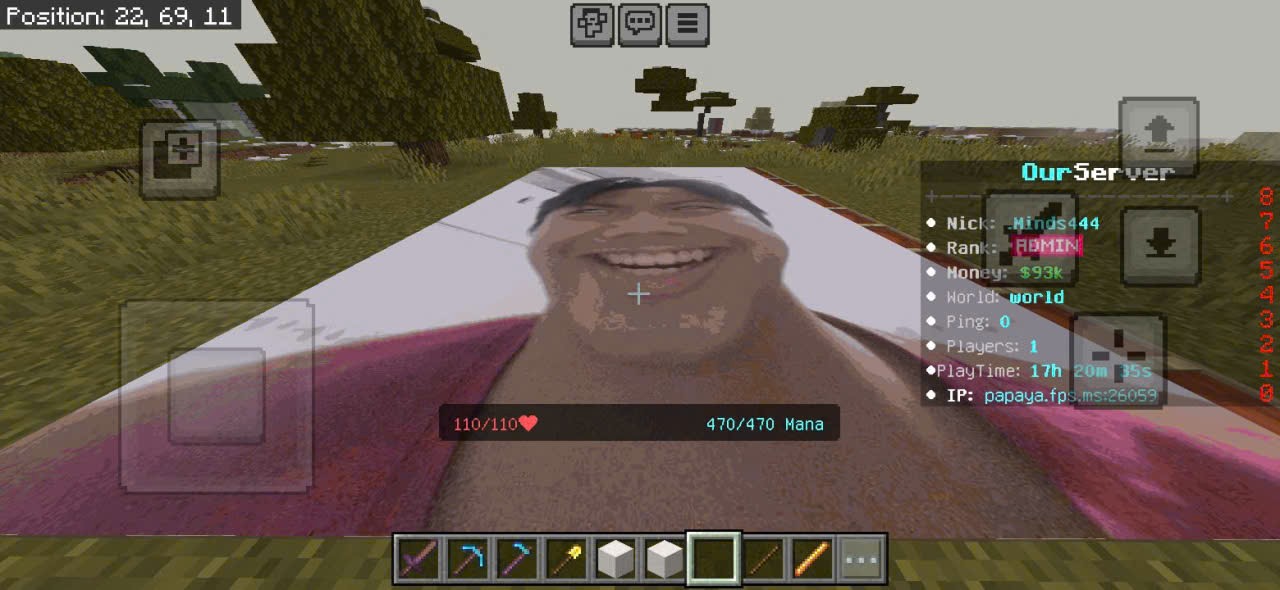 Position: 22, 69, 11
OurServer
8
Nick: .Minds444
7
Rank: ADMIN
6
Money: $93k
5
World: world
4
Ping: 0
3
Players: 1
2
PlayTime: 17h 20m 35s
1
IP: papaya.fps.ms:26059
0
110/110
470/470 Mana